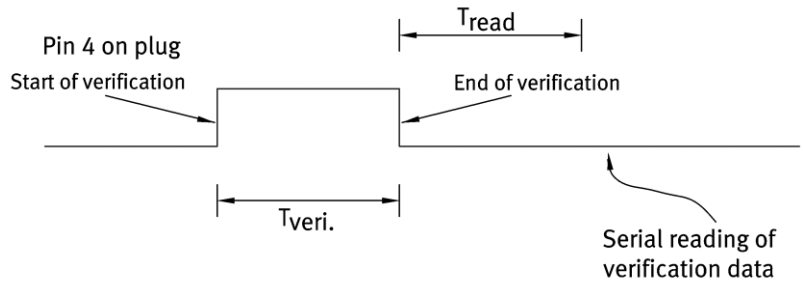 Tread
Pin 4 on plug
Start of verification
End of verification
Tveri.
Serial reading of
verification data